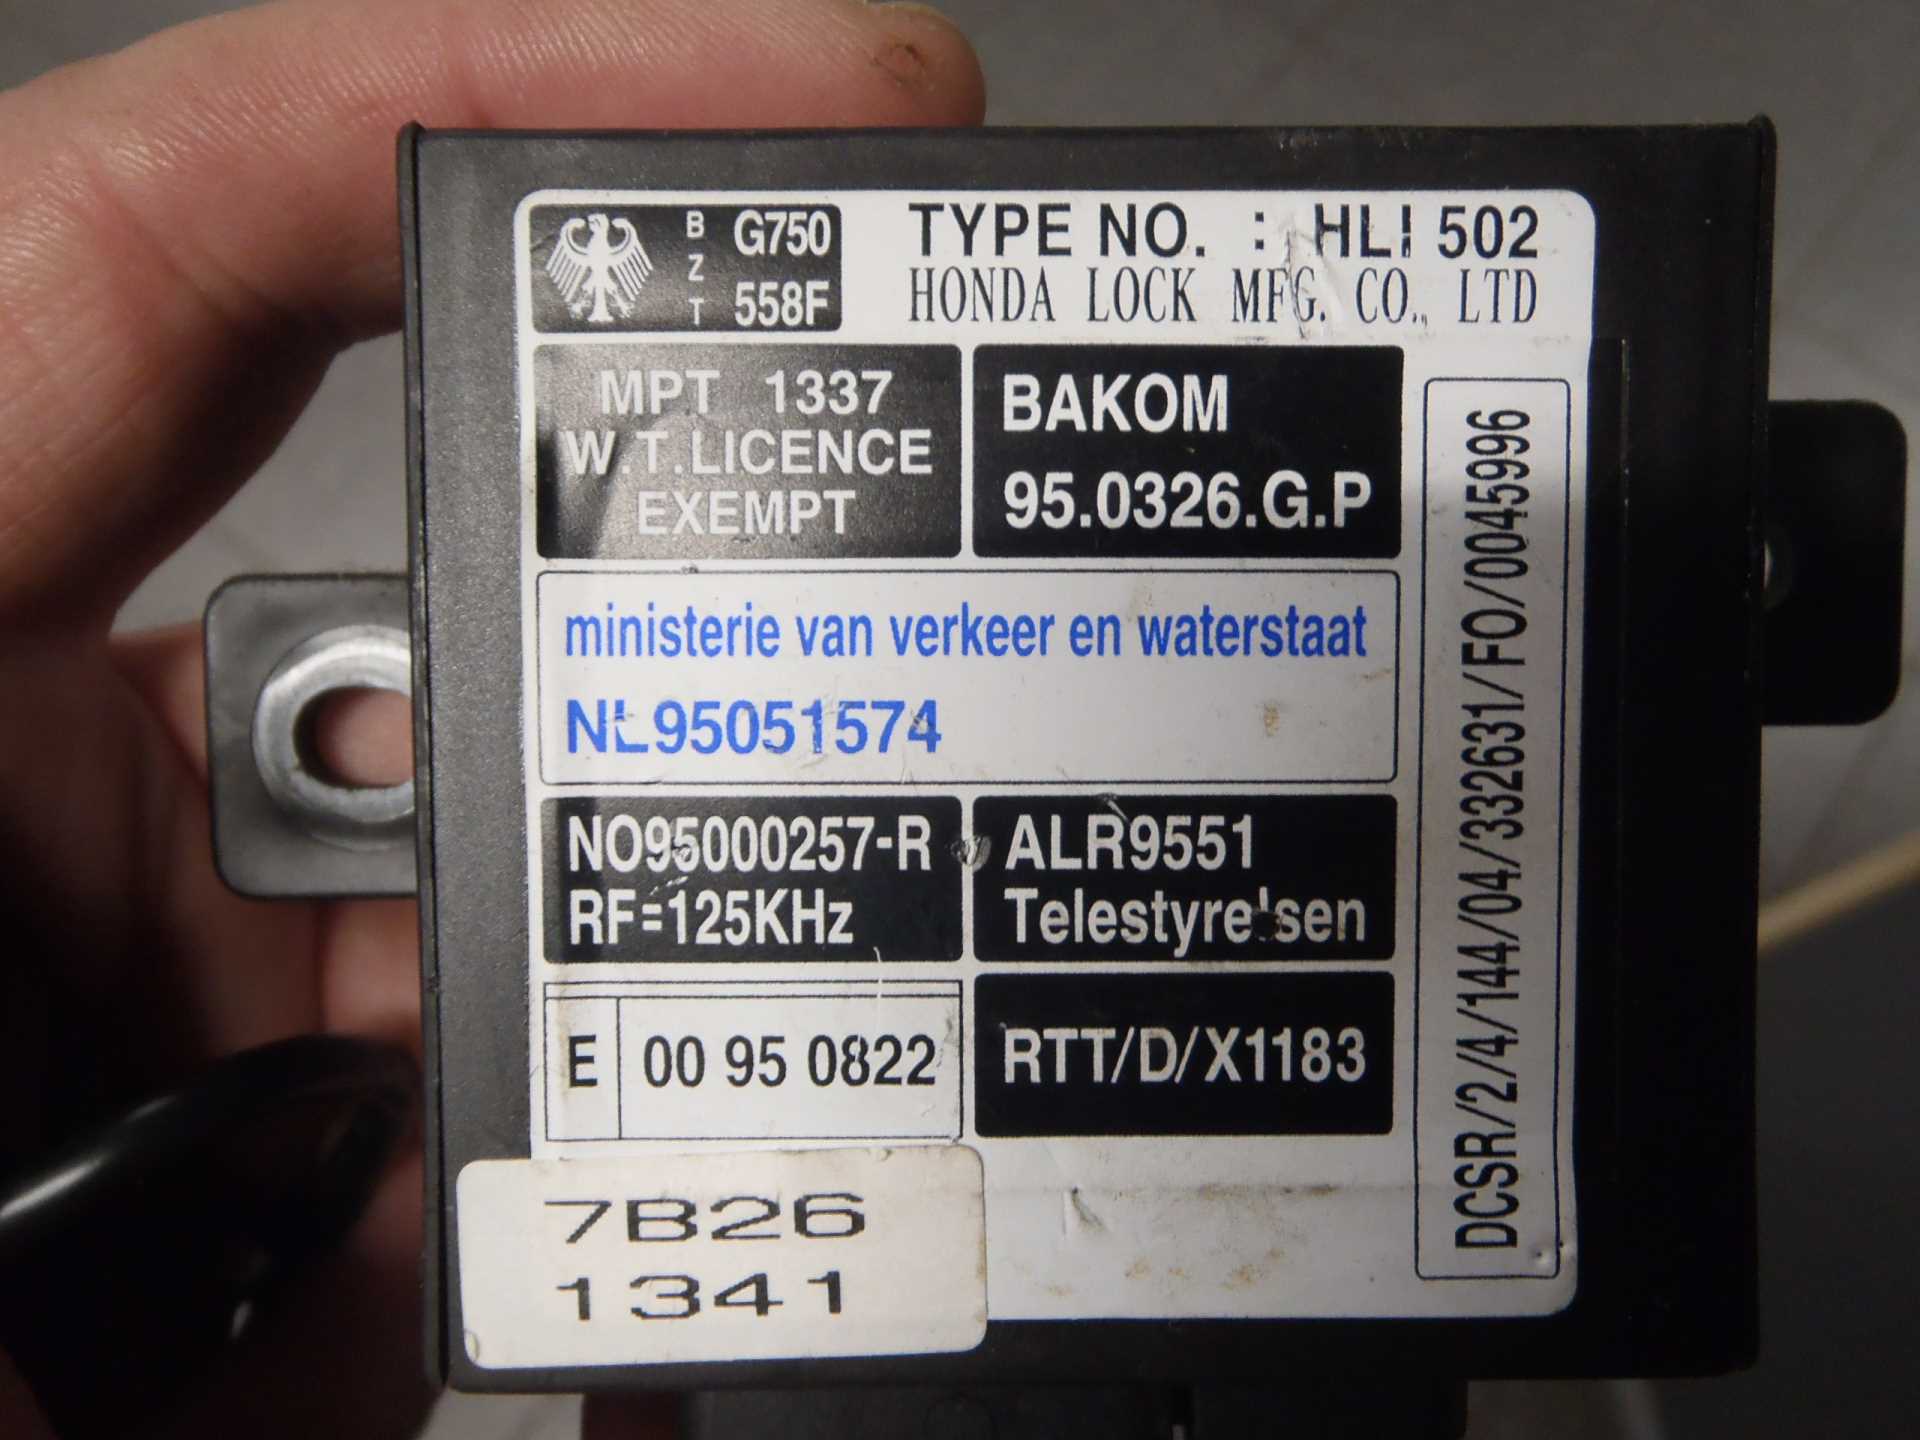 BZT G750
558F
TYPE NO. : HLI 502
HONDA LOCK MFG. CO., LTD
MPT 1337
W.T.LICENCE
EXEMPT
BAKOM
95.0326.G.P
ministerie van verkeer en waterstaat
NL95051574
NO95000257-R
RF=125KHz
ALR9551
Telestyrelsen
E 00 95 0822
RTT/D/X1183
DCSR/2/4/144/04/332631/FO/0045996
7B26
1341